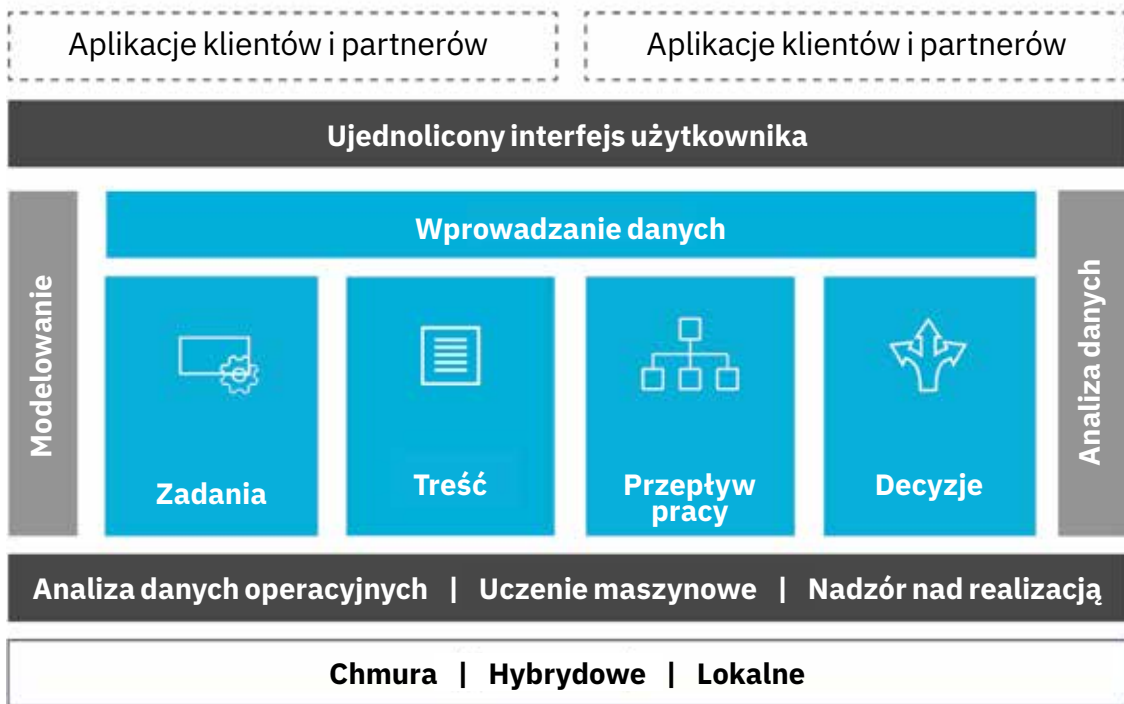 Aplikacje klientów i partnerów
Aplikacje klientów i partnerów
Ujednolicony interfejs użytkownika
Modelowanie
Wprowadzanie danych
Zadania
Treść
Przepływ
pracy
Decyzje
Analiza danych
Analiza danych operacyjnych | Uczenie maszynowe | Nadzór nad realizacją
Chmura | Hybrydowe | Lokalne